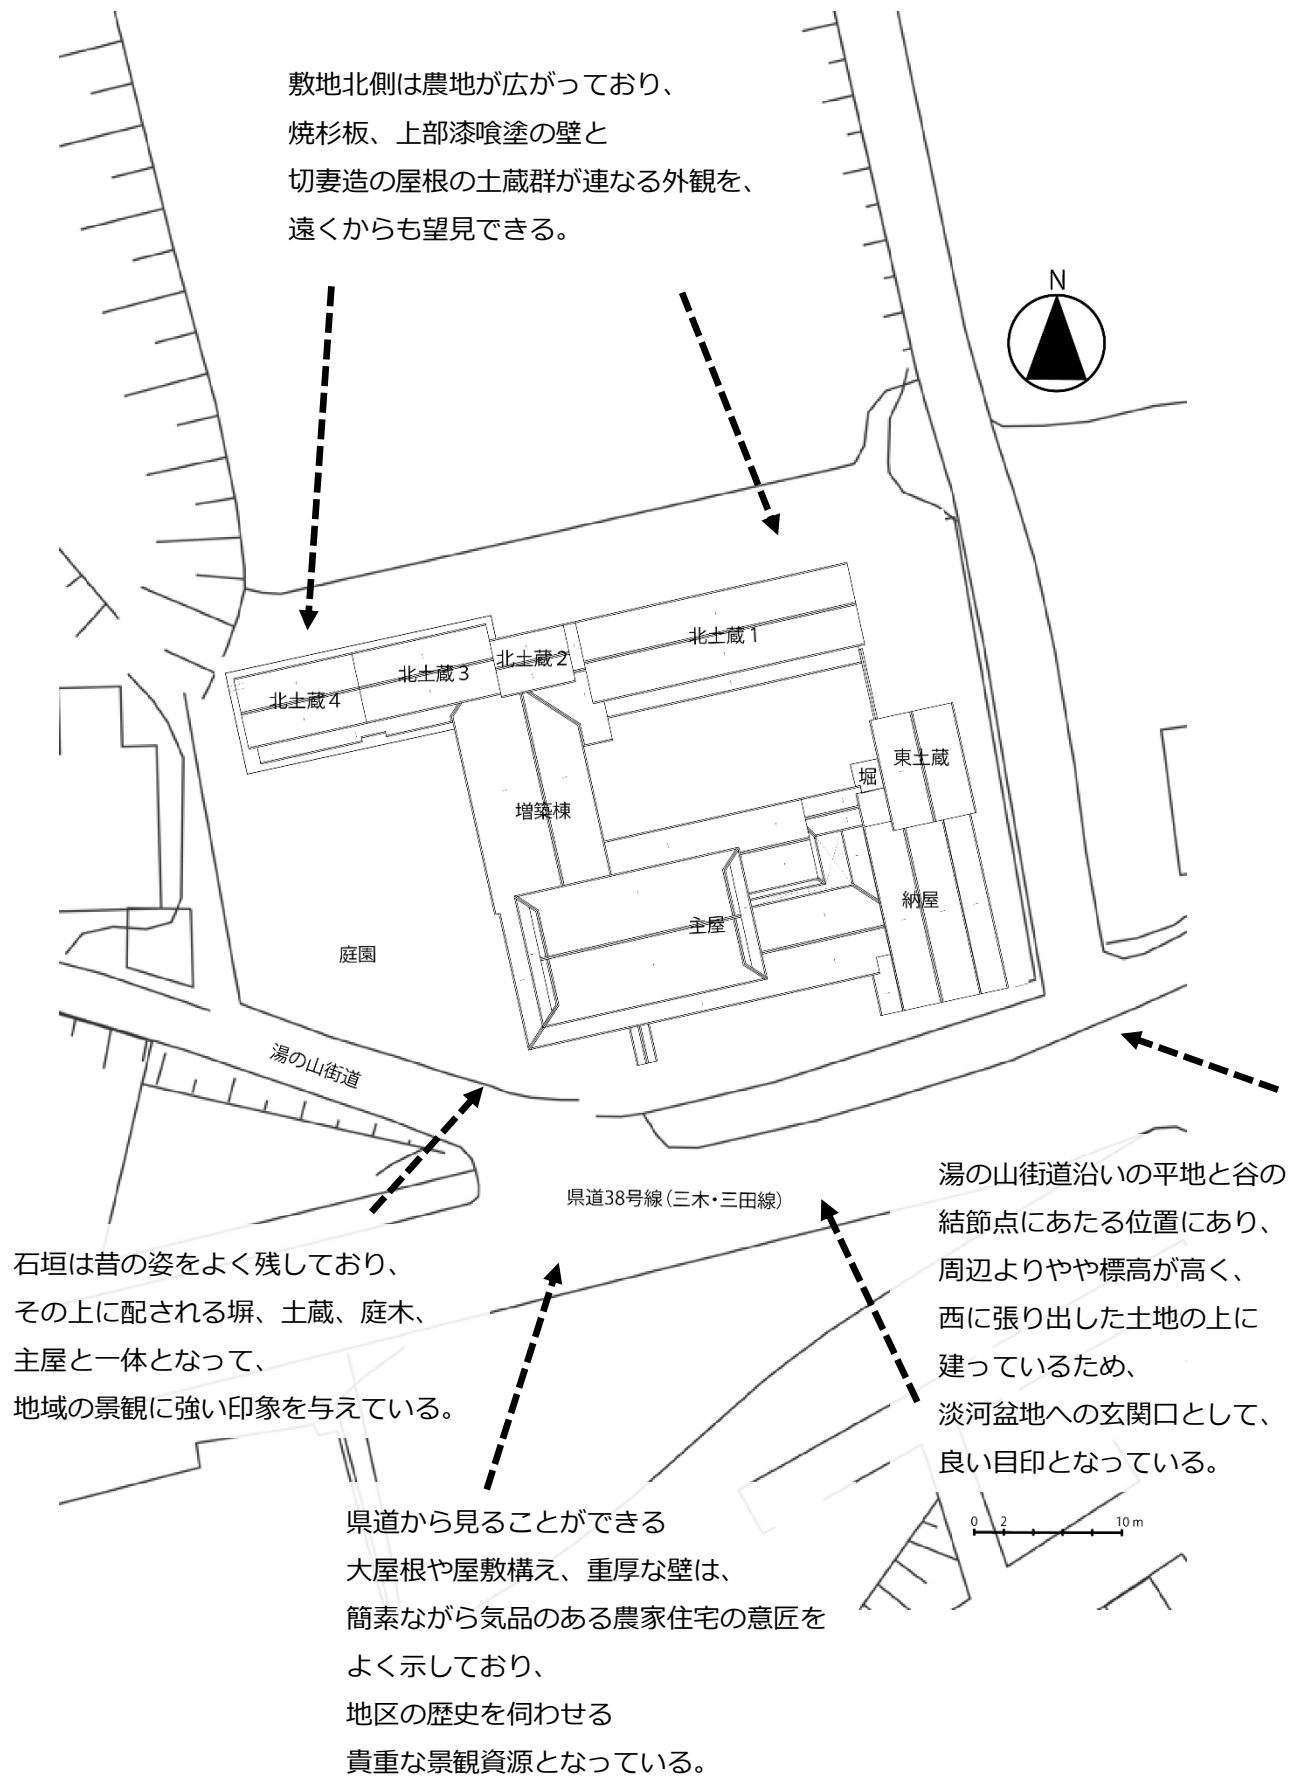 敷地北側は農地が広がっており、
焼杉板、上部漆喰塗の壁と
切妻造の屋根の土蔵群が連なる外観を、
遠くからも望見できる。
N
北土蔵1
北土蔵2
北土蔵3
北土蔵4
東土蔵
堀
増築棟
納屋
主屋
庭園
湯の山街道
県道38号線(三木・三田線)
湯の山街道沿いの平地と谷の
結節点にあたる位置にあり、
周辺よりやや標高が高く、
西に張り出した土地の上に
建っているため、
淡河盆地への玄関口として、
良い目印となっている。
石垣は昔の姿をよく残しており、
その上に配される塀、土蔵、庭木、
主屋と一体となって、
地域の景観に強い印象を与えている。
0 2 10 m
県道から見ることができる
大屋根や屋敷構え、重厚な壁は、
簡素ながら気品のある農家住宅の意匠を
よく示しており、
地区の歴史を伺わせる
貴重な景観資源となっている。